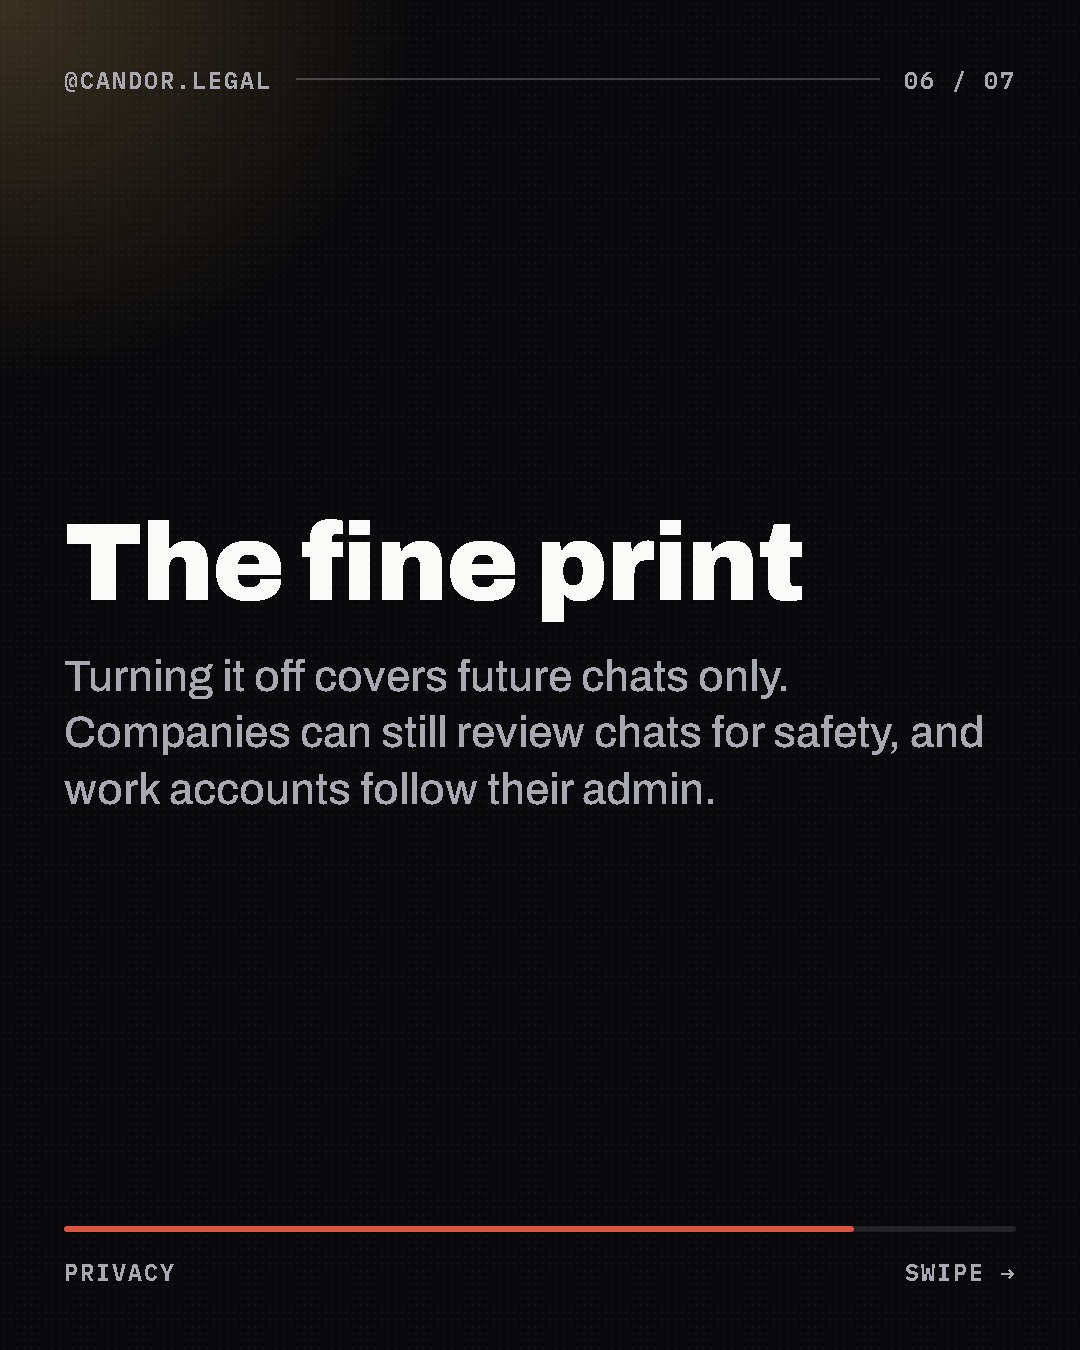 @CANDOR.LEGAL
06 / 07
The fine print
Turning it off covers future chats only.
Companies can still review chats for safety, and
work accounts follow their admin.
PRIVACY
SWIPE →